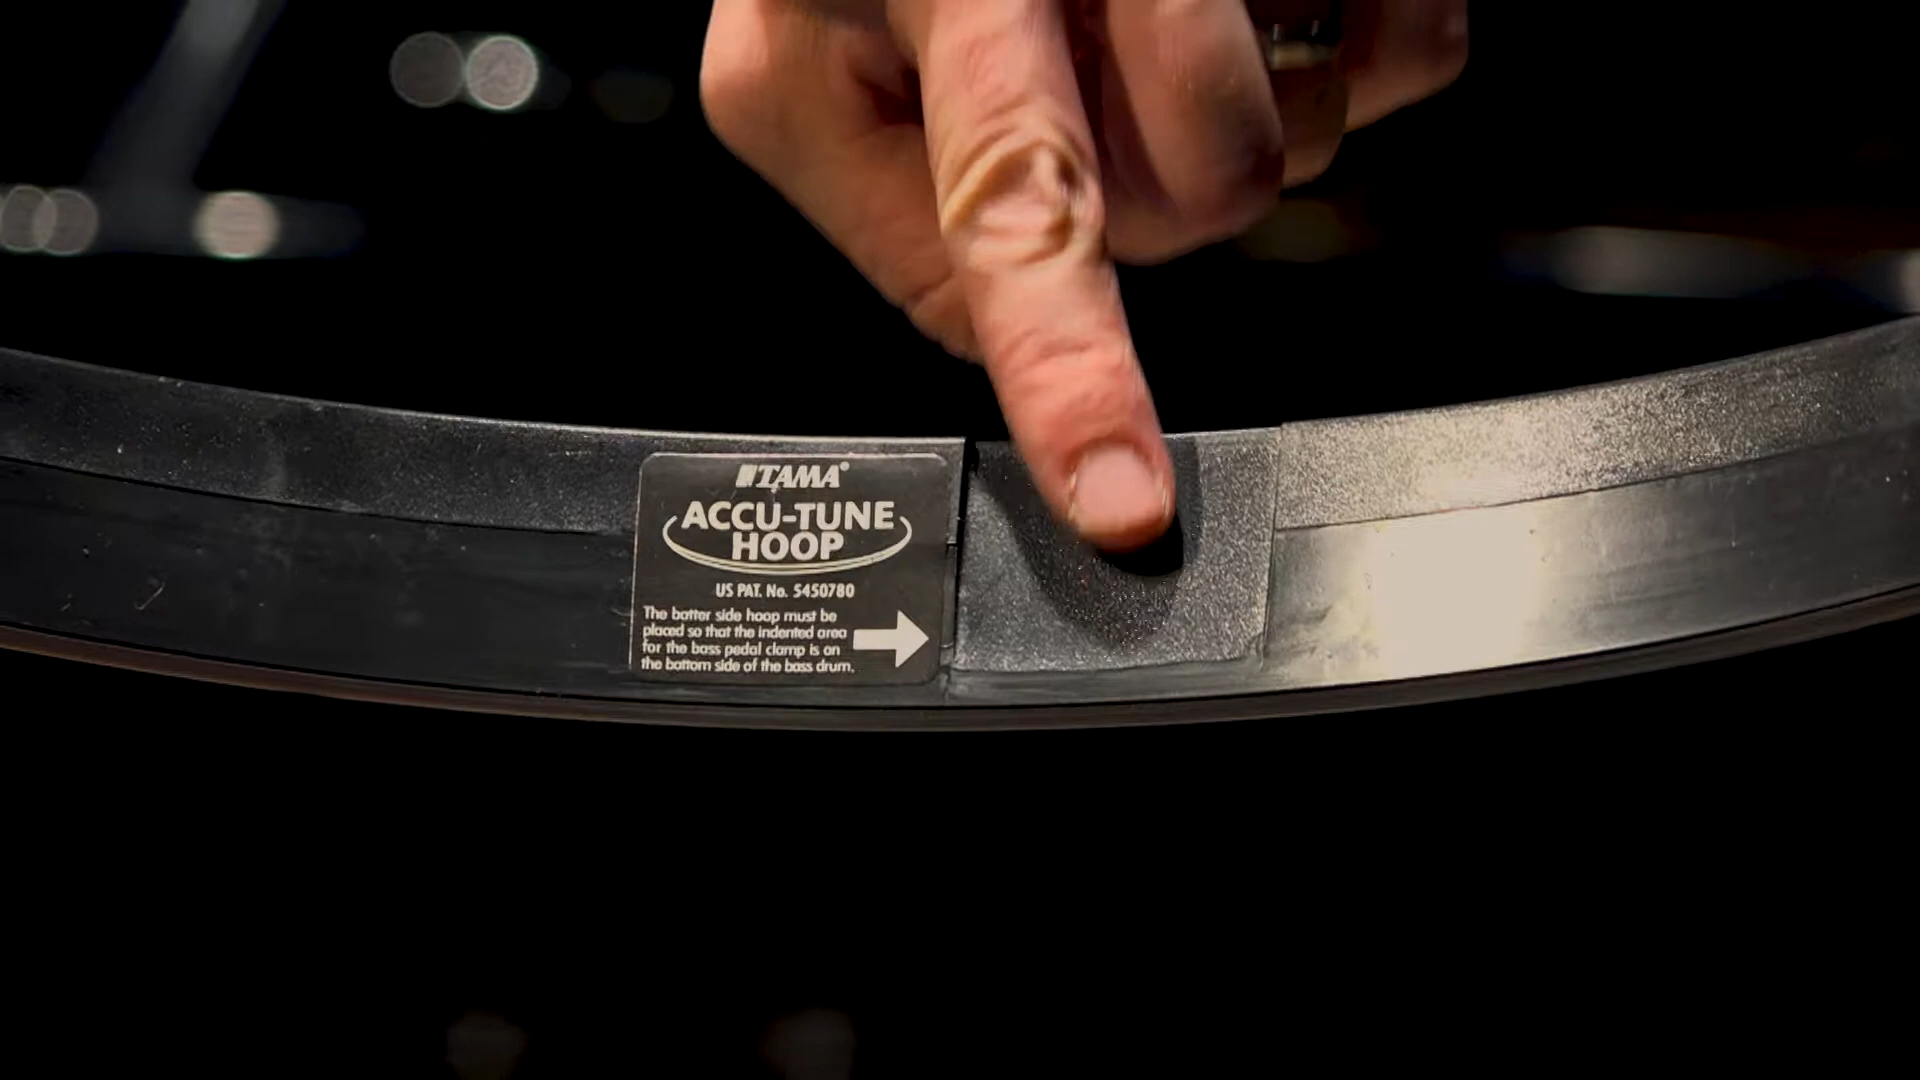 TAMA®
ACCU-TUNE
HOOP
US PAT. No. 5450780
The batter side hoop must be
placed so that the indented area
for the bass pedal clamp is on
the bottom side of the bass drum.